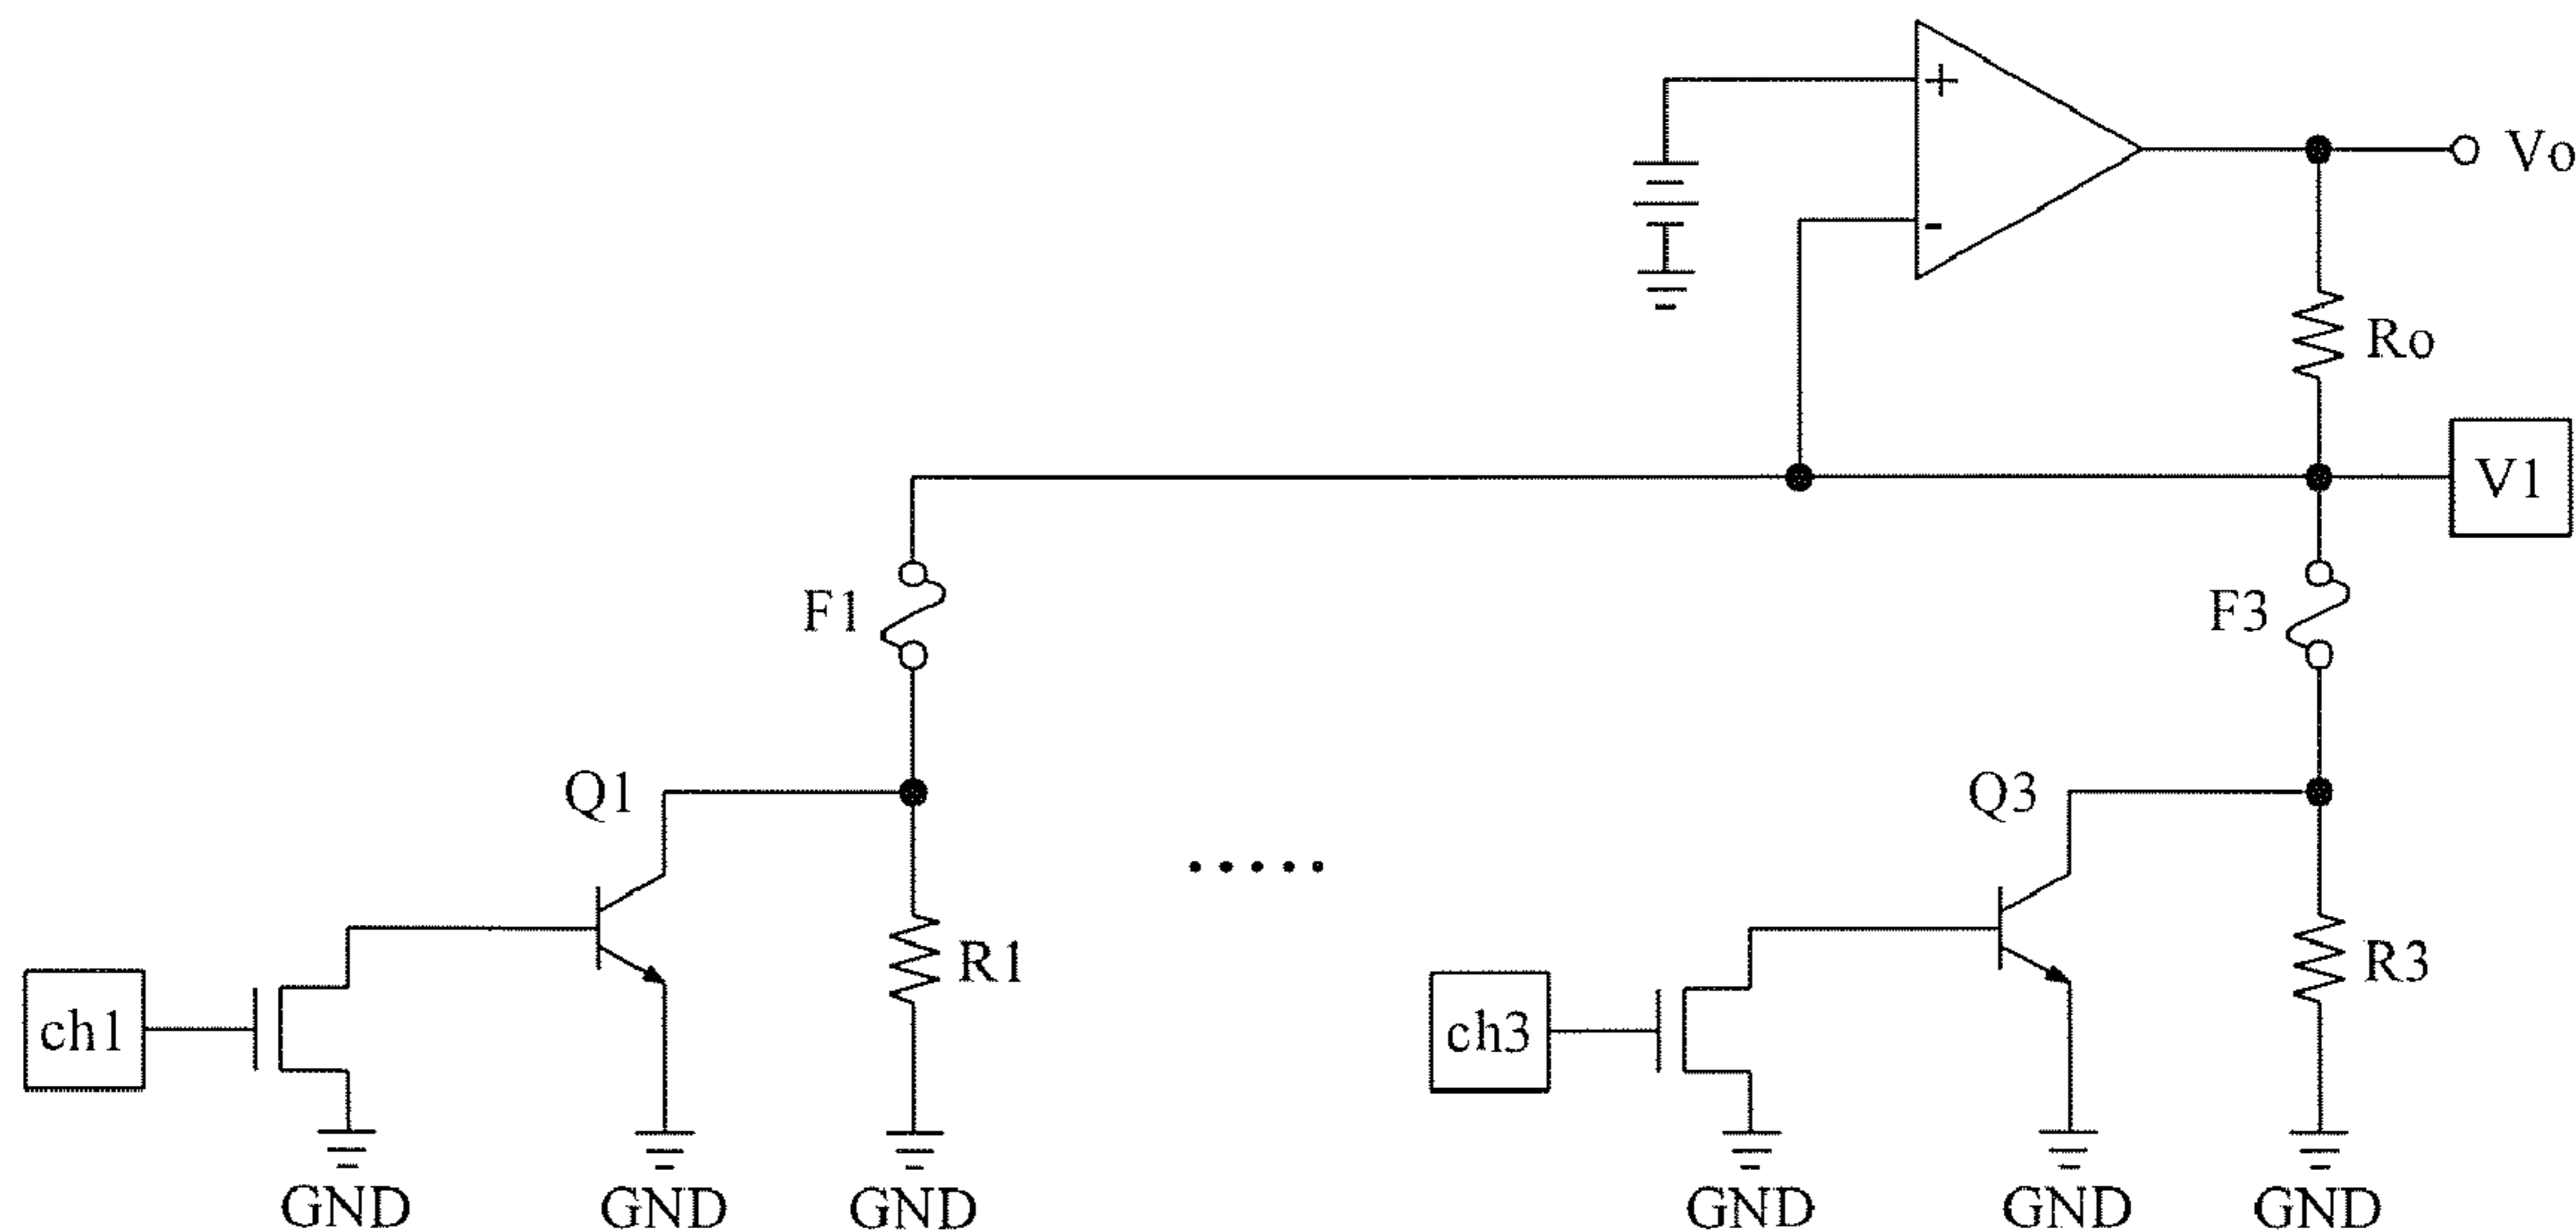 +
-
Vo
Ro
V1
F1
F3
Q1
Q3
R1
R3
ch1
ch3
GND
GND
GND
GND
GND
GND